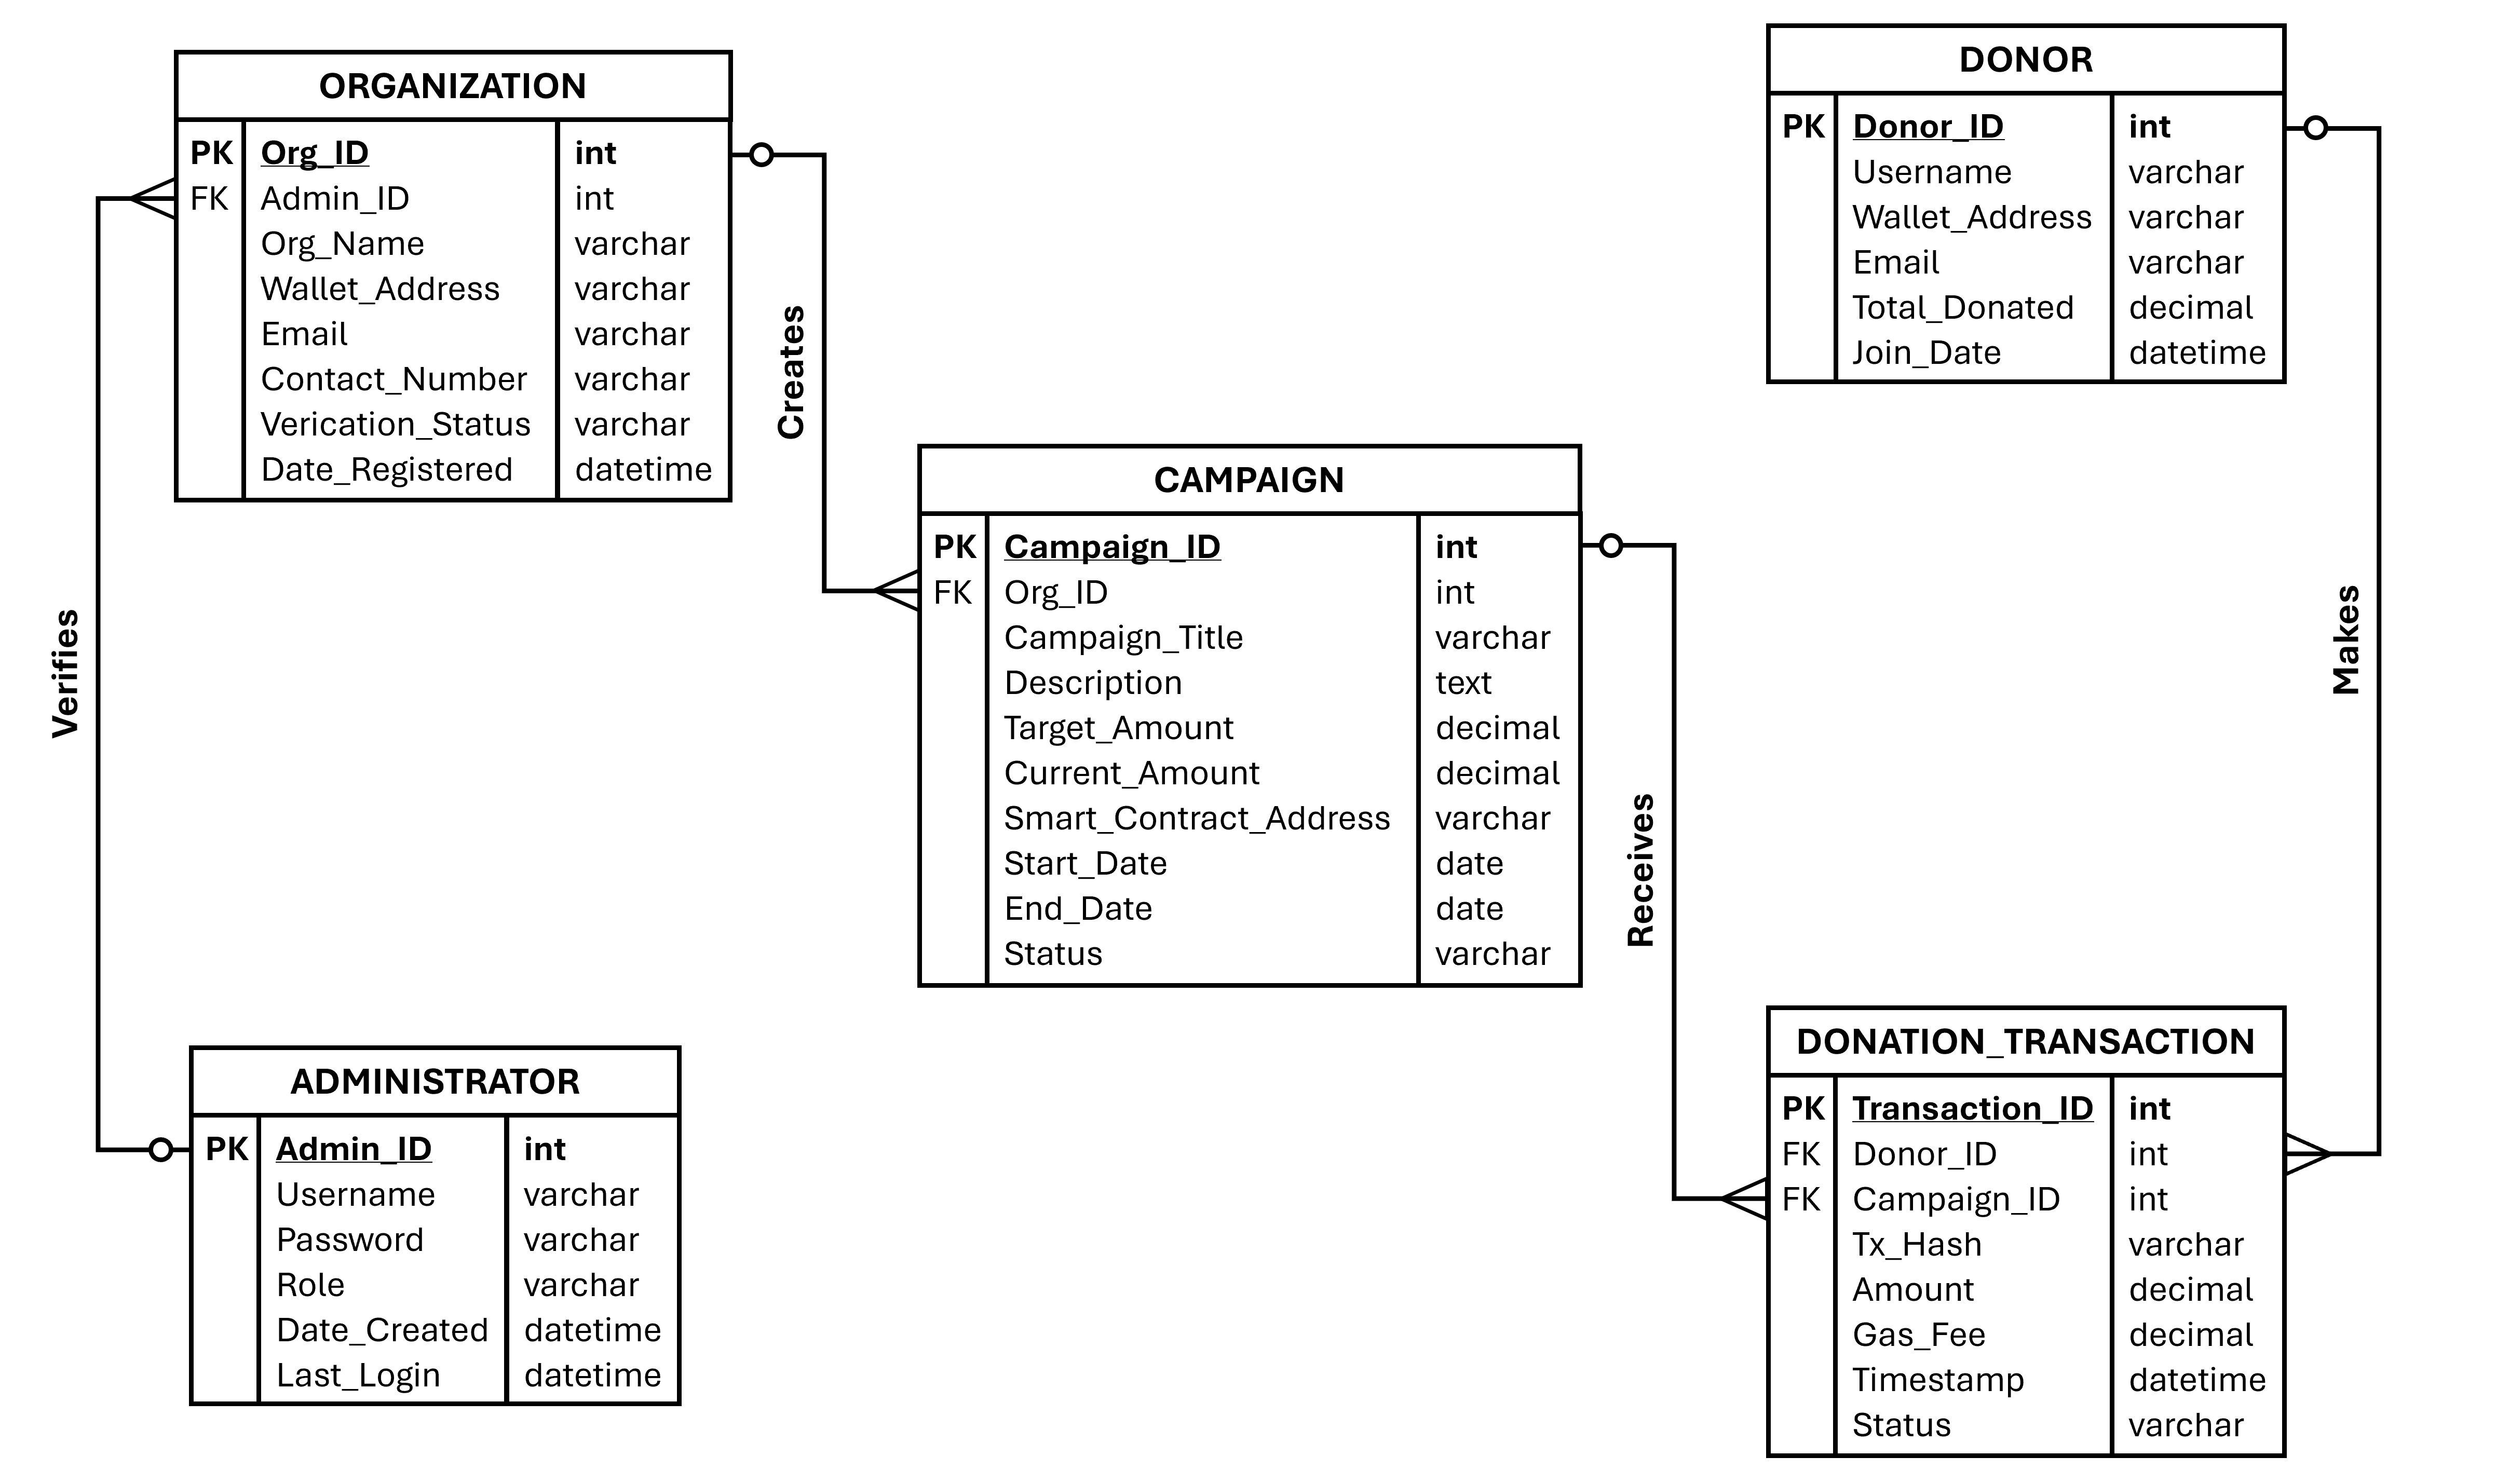 ORGANIZATION
PK Org_ID int
FK Admin_ID int
Org_Name varchar
Wallet_Address varchar
Email varchar
Contact_Number varchar
Verication_Status varchar
Date_Registered datetime
Verifies
Creates
DONOR
PK Donor_ID int
Username varchar
Wallet_Address varchar
Email varchar
Total_Donated decimal
Join_Date datetime
CAMPAIGN
PK Campaign_ID int
FK Org_ID int
Campaign_Title varchar
Description text
Target_Amount decimal
Current_Amount decimal
Smart_Contract_Address varchar
Start_Date date
End_Date date
Status varchar
Receives
Makes
ADMINISTRATOR
PK Admin_ID int
Username varchar
Password varchar
Role varchar
Date_Created datetime
Last_Login datetime
DONATION_TRANSACTION
PK Transaction_ID int
FK Donor_ID int
FK Campaign_ID int
Tx_Hash varchar
Amount decimal
Gas_Fee decimal
Timestamp datetime
Status varchar